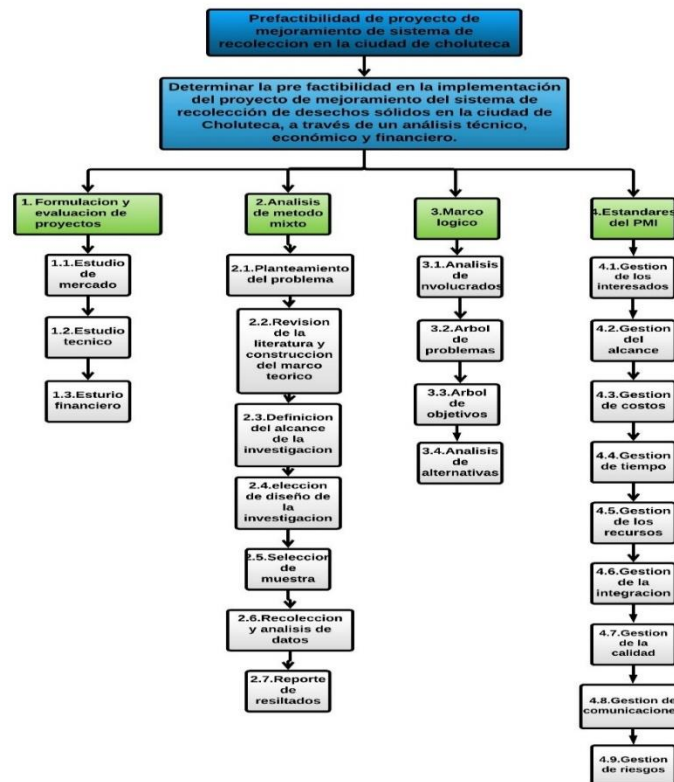 Prefactibilidad de proyecto de
mejoramiento de sistema de
recoleccion en la ciudad de choluteca
Determinar la pre factibilidad en la implementación
del proyecto de mejoramiento del sistema de
recolección de desechos sólidos en la ciudad de
Choluteca, a través de un análisis técnico,
económico y financiero.
1. Formulacion y
evaluacion de
proyectos
1.1.Estudio
de
mercado
1.2.Estudio
tecnico
1.3.Esturio
financiero
2.Analisis
de metodo
mixto
2.1.Planteamiento
del problema
2.2.Revision
de la
literatura y
construccion
del marco
teorico
2.3.Definicion
del alcance
de la
investigacion
2.4.eleccion
de diseño de
la
investigacion
2.5.Seleccion
de
muestra
2.6.Recoleccion
y analisis de
datos
2.7.Reporte
de
resiltados
3.Marco
logico
3.1.Analisis
de
nvolucrados
3.2.Arbol
de
problemas
3.3.Arbol
de
objetivos
3.4.Analisis
de
alternativas
4.Estandares
del PMI
4.1.Gestion
de los
interesados
4.2.Gestion
del
alcance
4.3.Gestion
de costos
4.4.Gestion
de tiempo
4.5.Gestion
de los
recursos
4.6.Gestion
de la
integracion
4.7.Gestion
de la
calidad
4.8.Gestion de
comunicacione
4.9.Gestion
de riesgos